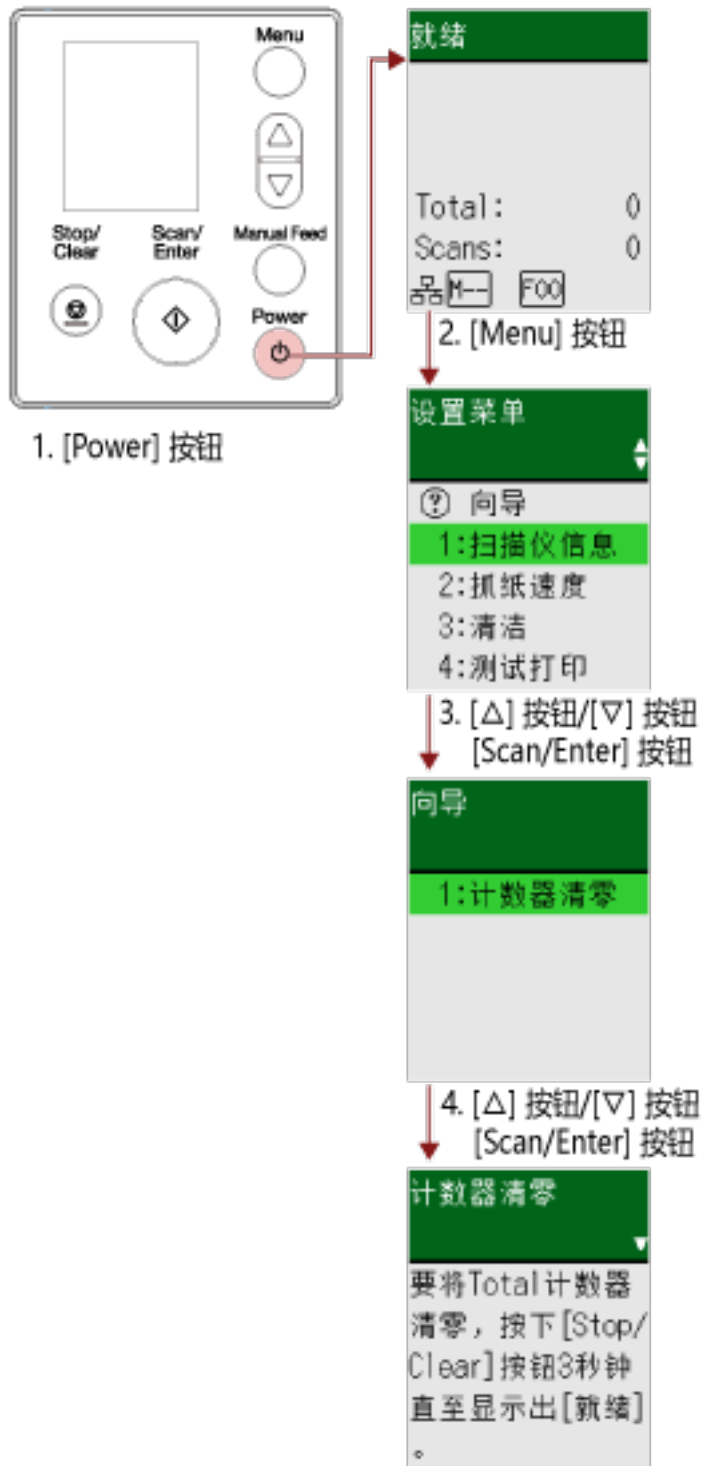 Menu
Stop/
Clear
Scan/
Enter
Manual Feed
Power
1. [Power] 按钮
就绪
Total: 0
Scans: 0
M-- F00
2. [Menu] 按钮
设置菜单
? 向导
1:扫描仪信息
2:抓纸速度
3:清洁
4:测试打印
3. [△] 按钮/[▽] 按钮
[Scan/Enter] 按钮
向导
1:计数器清零
4. [△] 按钮/[▽] 按钮
[Scan/Enter] 按钮
计数器清零
要将Total计数器
清零，按下[Stop/
Clear]按钮3秒钟
直至显示出[就绪]
。